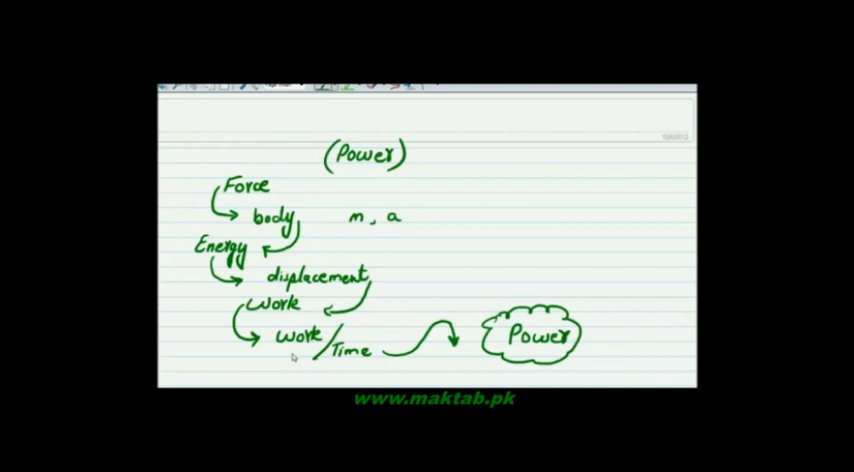 (Power)
Force
body m, a
Energy
displacement
work
work/Time Power
www.maktab.pk